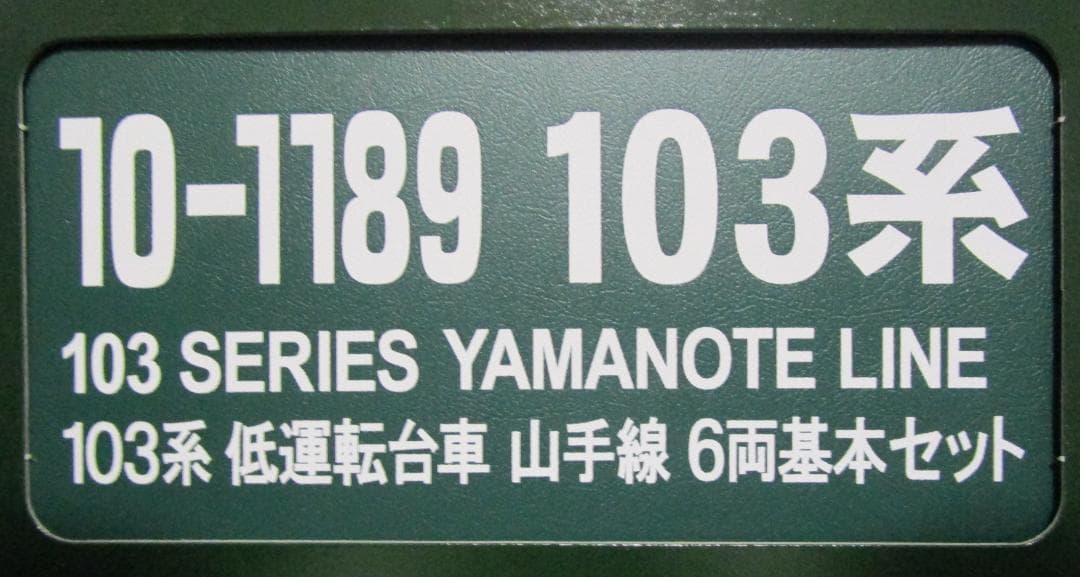 10-1189 103系
103 SERIES YAMANOTE LINE
103系 低運転台車 山手線 6両基本セット